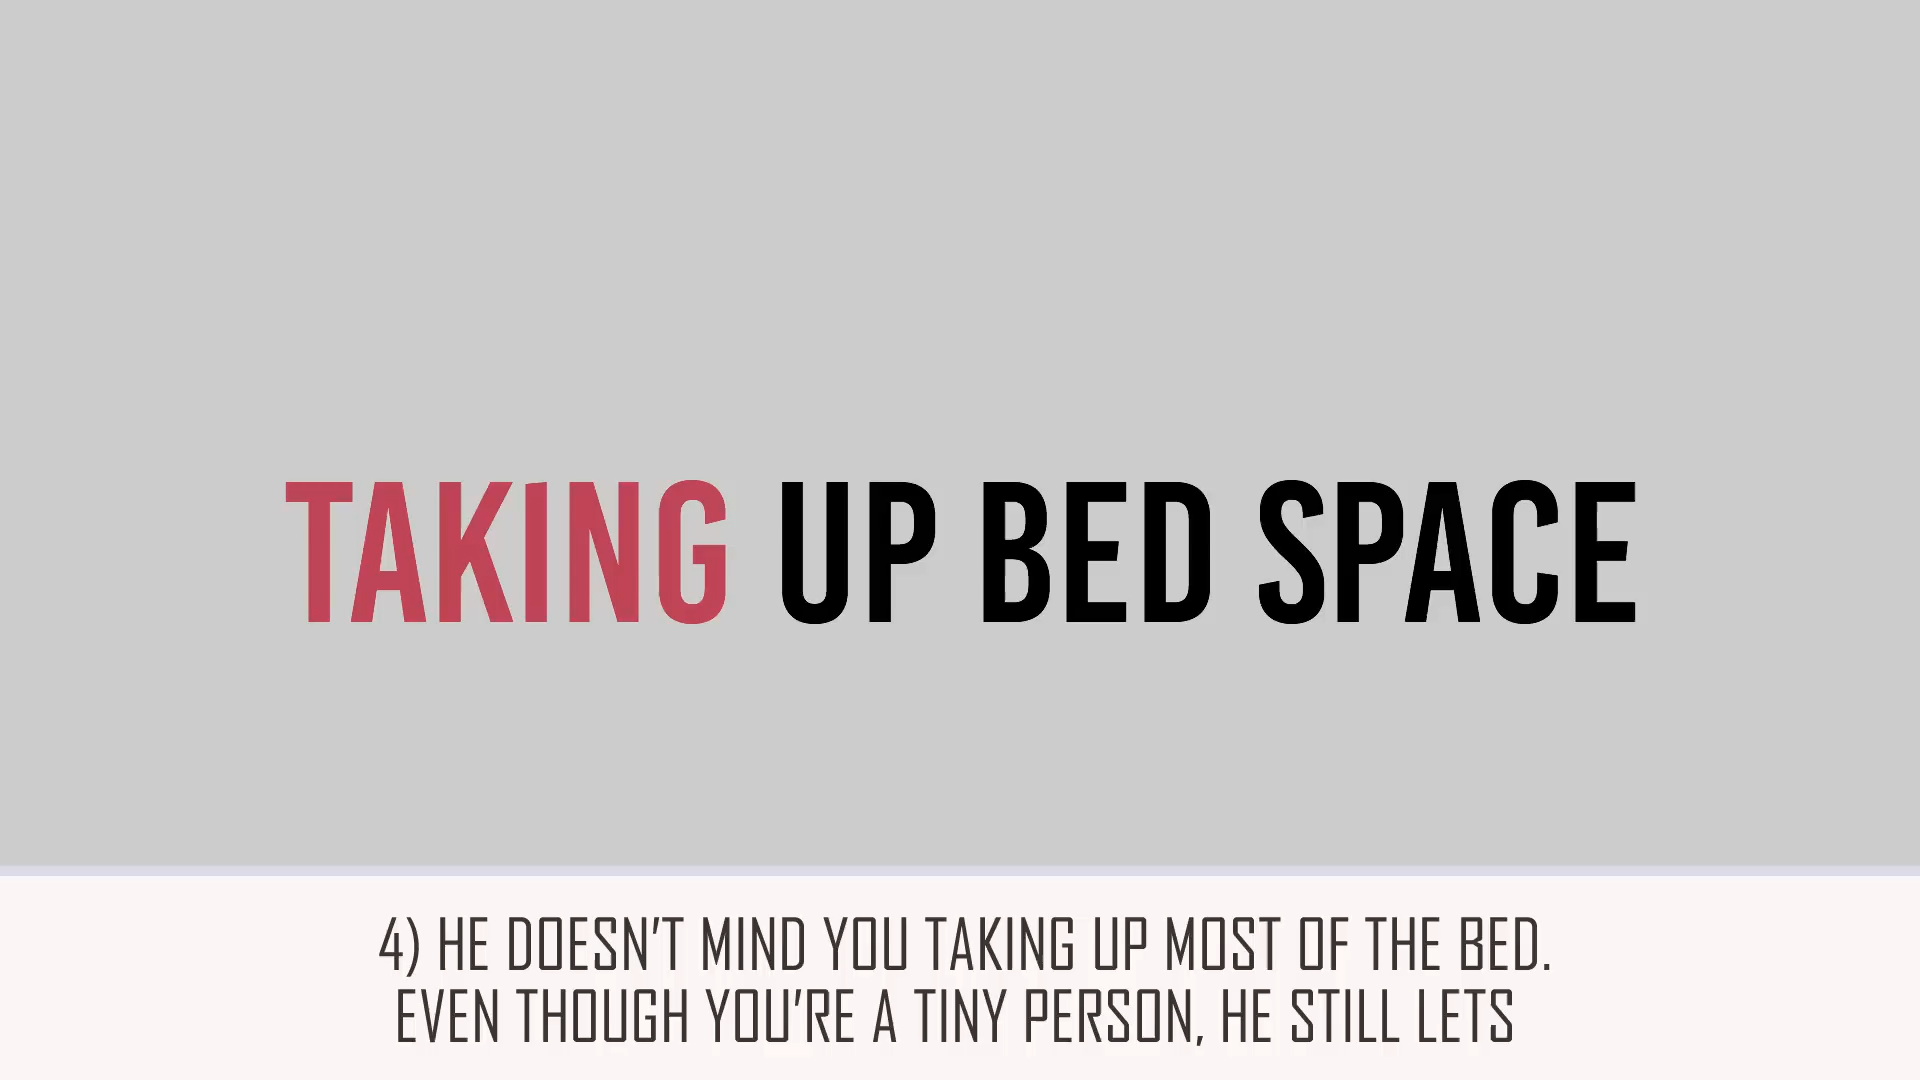 TAKING UP BED SPACE
4) HE DOESN'T MIND YOU TAKING UP MOST OF THE BED.
EVEN THOUGH YOU'RE A TINY PERSON, HE STILL LETS